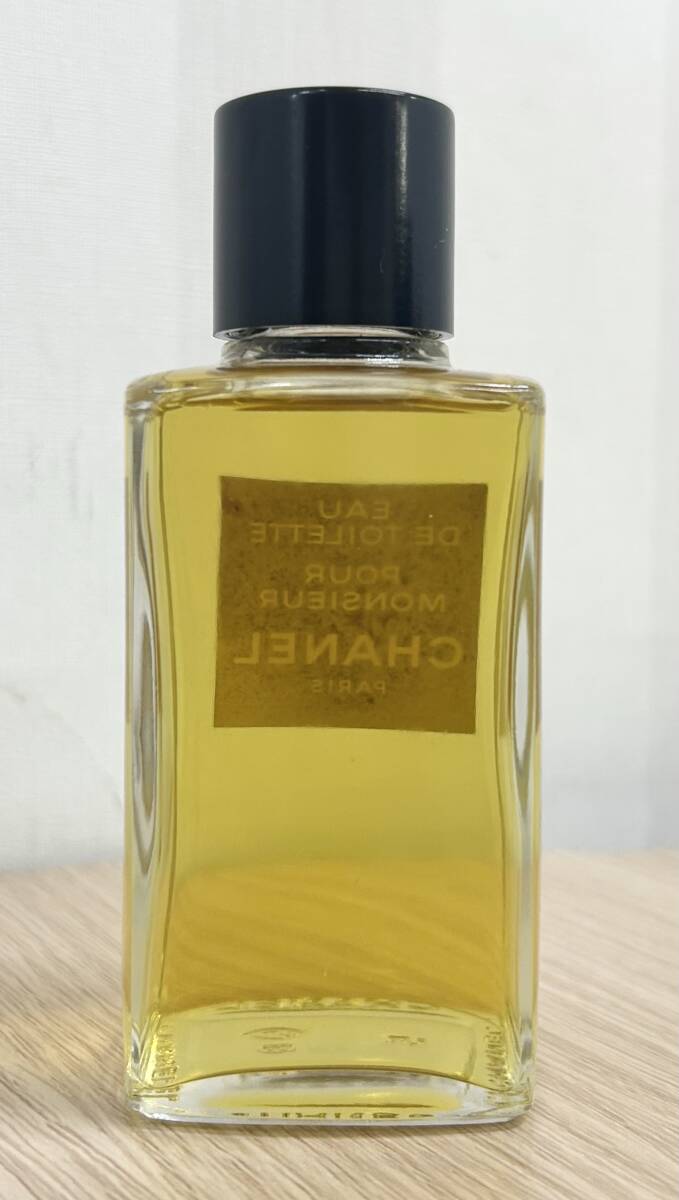 EAU
DE TOILETTE
POUR
MONSIEUR
CHANEL
PARIS